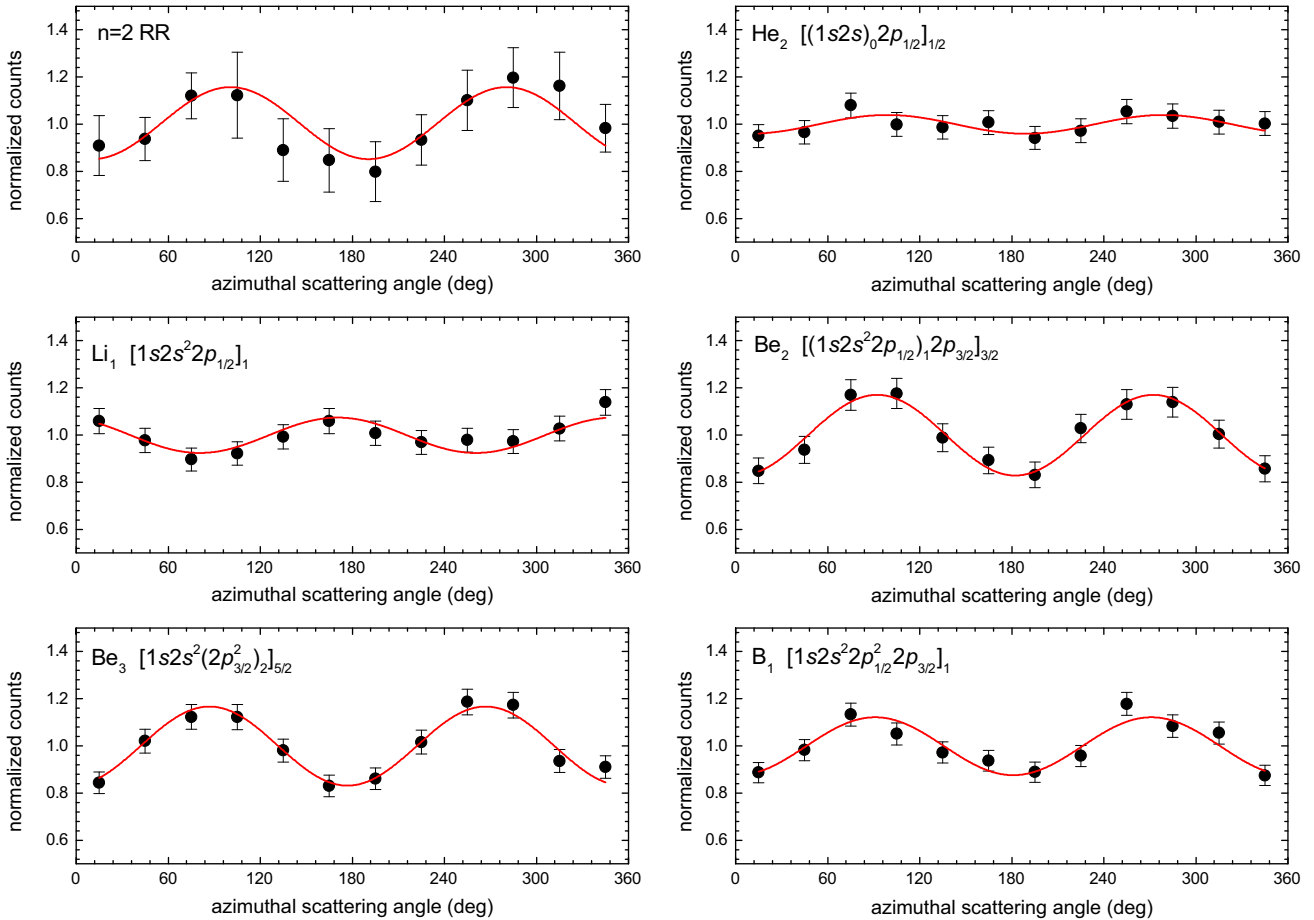 n=2 RR
1.4
1.2
1.0
0.8
0.6
normalized counts
0 60 120 180 240 300 360
azimuthal scattering angle (deg)
He₂ [(1s2s)₀2p₁/₂]₁/₂
1.4
1.2
1.0
0.8
0.6
normalized counts
0 60 120 180 240 300 360
azimuthal scattering angle (deg)
Li₁ [1s2s²2p₁/₂]₁
1.4
1.2
1.0
0.8
0.6
normalized counts
0 60 120 180 240 300 360
azimuthal scattering angle (deg)
Be₂ [(1s2s²2p₁/₂)₁2p₃/₂]₃/₂
1.4
1.2
1.0
0.8
0.6
normalized counts
0 60 120 180 240 300 360
azimuthal scattering angle (deg)
Be₃ [1s2s²(2p²₃/₂)₂]₅/₂
1.4
1.2
1.0
0.8
0.6
normalized counts
0 60 120 180 240 300 360
azimuthal scattering angle (deg)
B₁ [1s2s²2p²₁/₂2p₃/₂]₁
1.4
1.2
1.0
0.8
0.6
normalized counts
0 60 120 180 240 300 360
azimuthal scattering angle (deg)